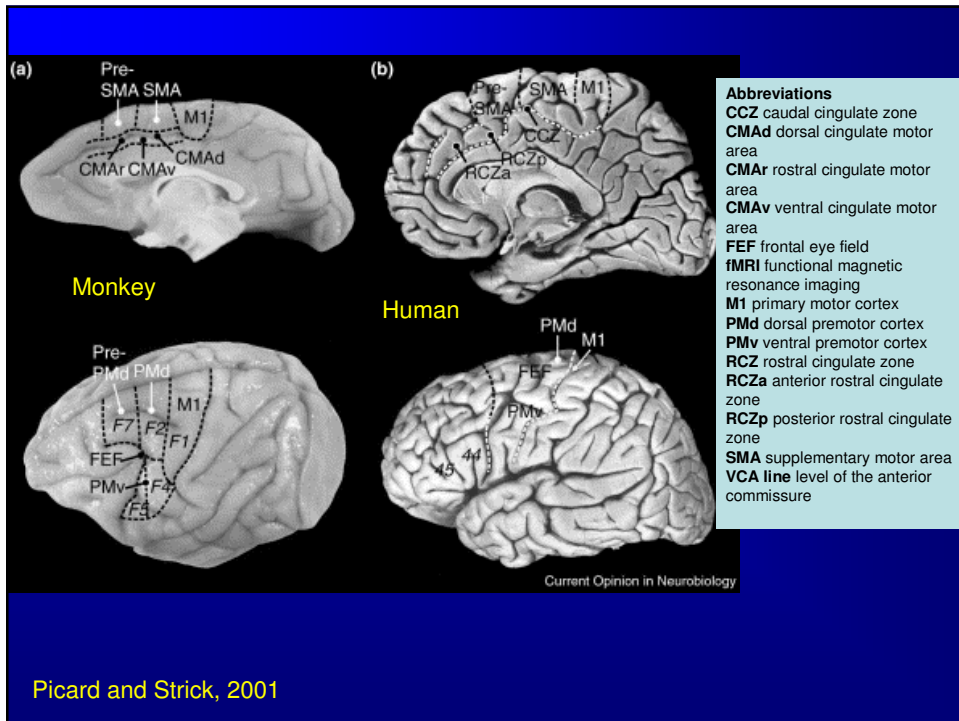 (a)
Pre-
SMA SMA
M1
CMAd
CMAr CMAv
Monkey
Pre-
PMd PMd
M1
F7 F2
F1
FEF
PMv F4
F5
(b)
Pre-
SMA SMA M1
CCZ
RCZp
RCZa
Human
PMd
M1
FEF
PMv
44
45
Current Opinion in Neurobiology
Abbreviations
CCZ caudal cingulate zone
CMAd dorsal cingulate motor
area
CMAr rostral cingulate motor
area
CMAv ventral cingulate motor
area
FEF frontal eye field
fMRI functional magnetic
resonance imaging
M1 primary motor cortex
PMd dorsal premotor cortex
PMv ventral premotor cortex
RCZ rostral cingulate zone
RCZa anterior rostral cingulate
zone
RCZp posterior rostral cingulate
zone
SMA supplementary motor area
VCA line level of the anterior
commissure
Picard and Strick, 2001